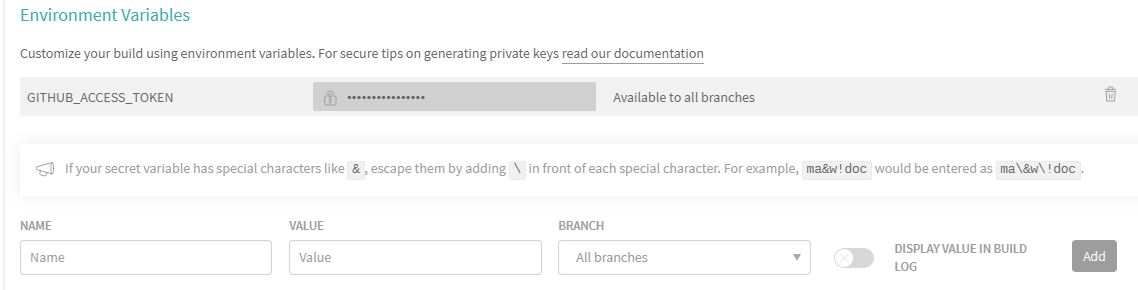 Environment Variables
Customize your build using environment variables. For secure tips on generating private keys read our documentation
GITHUB_ACCESS_TOKEN •••••••••••••••• Available to all branches
If your secret variable has special characters like &, escape them by adding \ in front of each special character. For example, ma&w!doc would be entered as ma\&w\!doc.
NAME VALUE BRANCH
Name Value All branches DISPLAY VALUE IN BUILD LOG Add